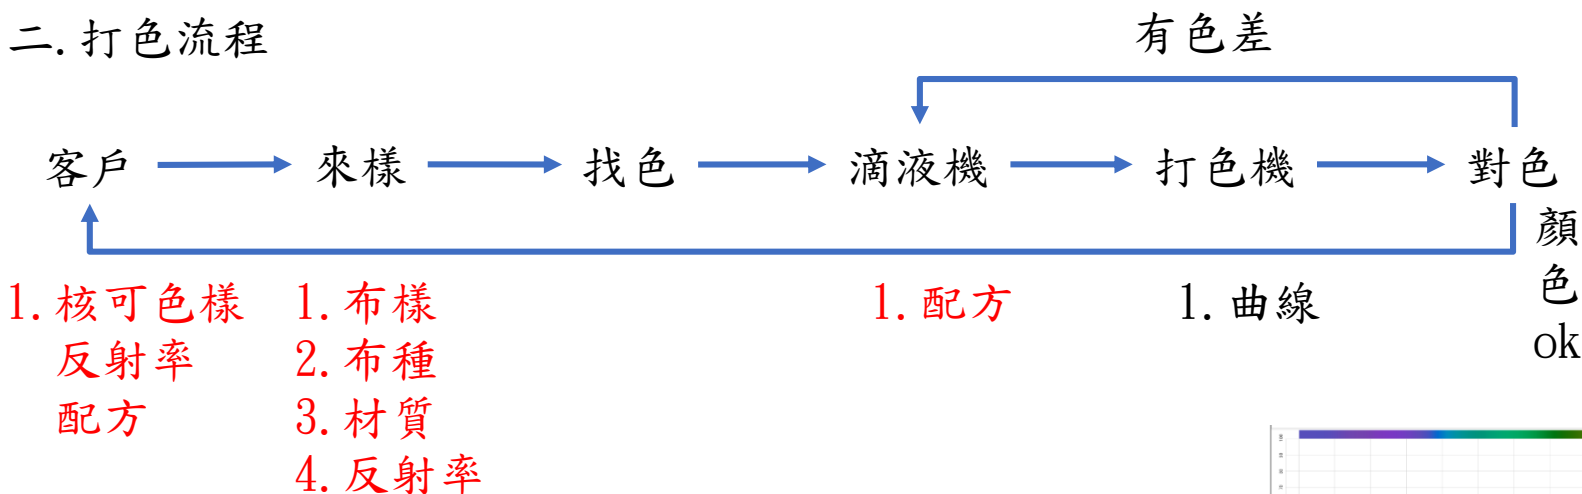 二.打色流程
有色差
客戶 來樣 找色 滴液機 打色機 對色
顏
色
ok
1.核可色樣
反射率
配方
1.布樣
2.布種
3.材質
4.反射率
1.配方
1.曲線